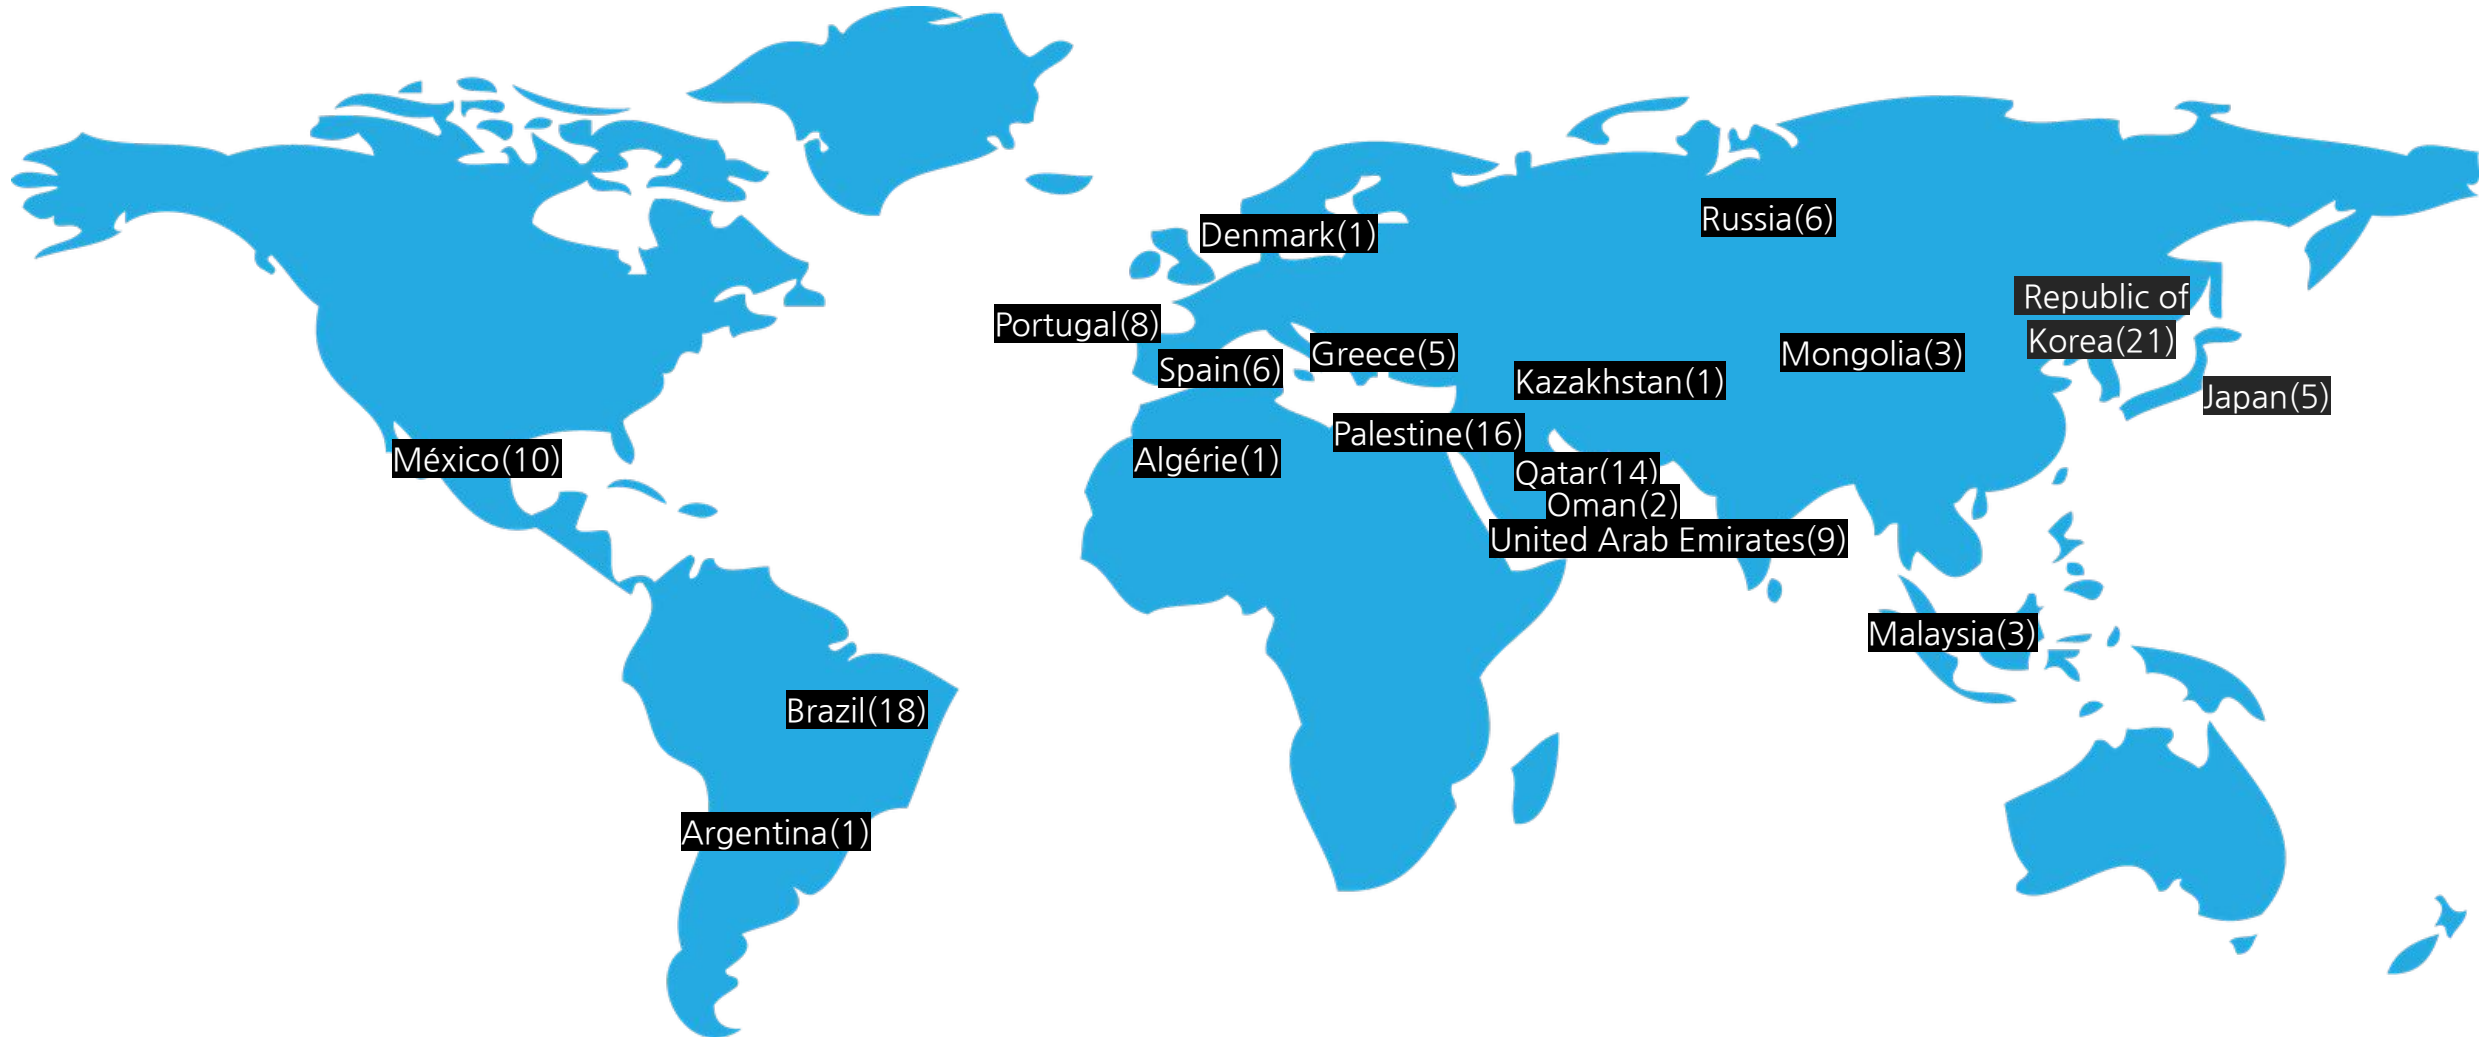 Russia(6)
Denmark(1)
Republic of
Korea(21)
Portugal(8)
Spain(6)
Greece(5)
Kazakhstan(1)
Mongolia(3)
Japan(5)
México(10)
Algérie(1)
Palestine(16)
Qatar(14)
Oman(2)
United Arab Emirates(9)
Malaysia(3)
Brazil(18)
Argentina(1)